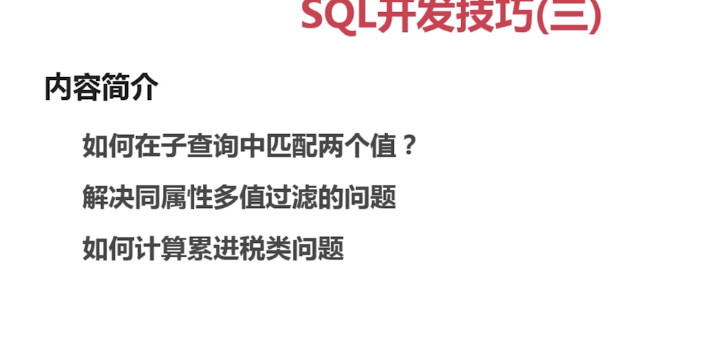 SQL开发技巧(三)
内容简介
如何在子查询中匹配两个值？
解决同属性多值过滤的问题
如何计算累进税类问题